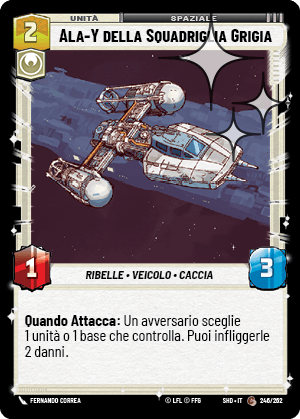 UNITÀ
SPAZIALE
2
ALA-Y DELLA SQUADRIGLIA GRIGIA
1
3
RIBELLE • VEICOLO • CACCIA
Quando Attacca: Un avversario sceglie
1 unità o 1 base che controlla. Puoi infliggerle
2 danni.
FERNANDO CORREA
© LFL © FFG
SHD • IT
246/262